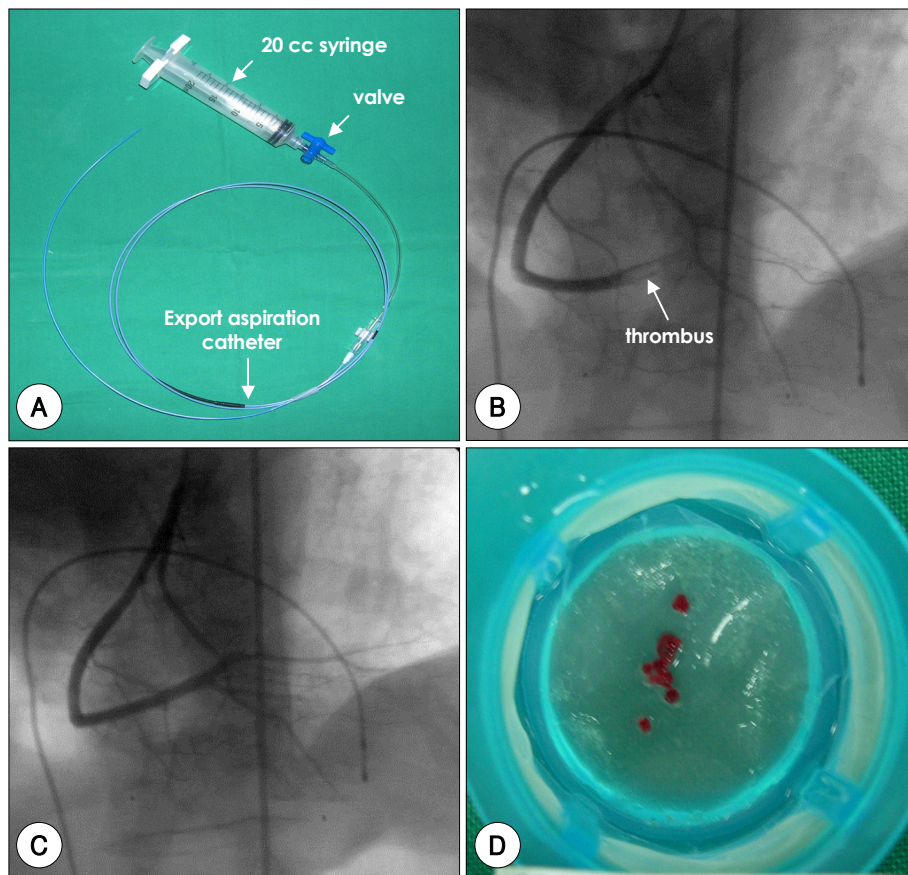 20 cc syringe
valve
Export aspiration
catheter
A
thrombus
B
C
D